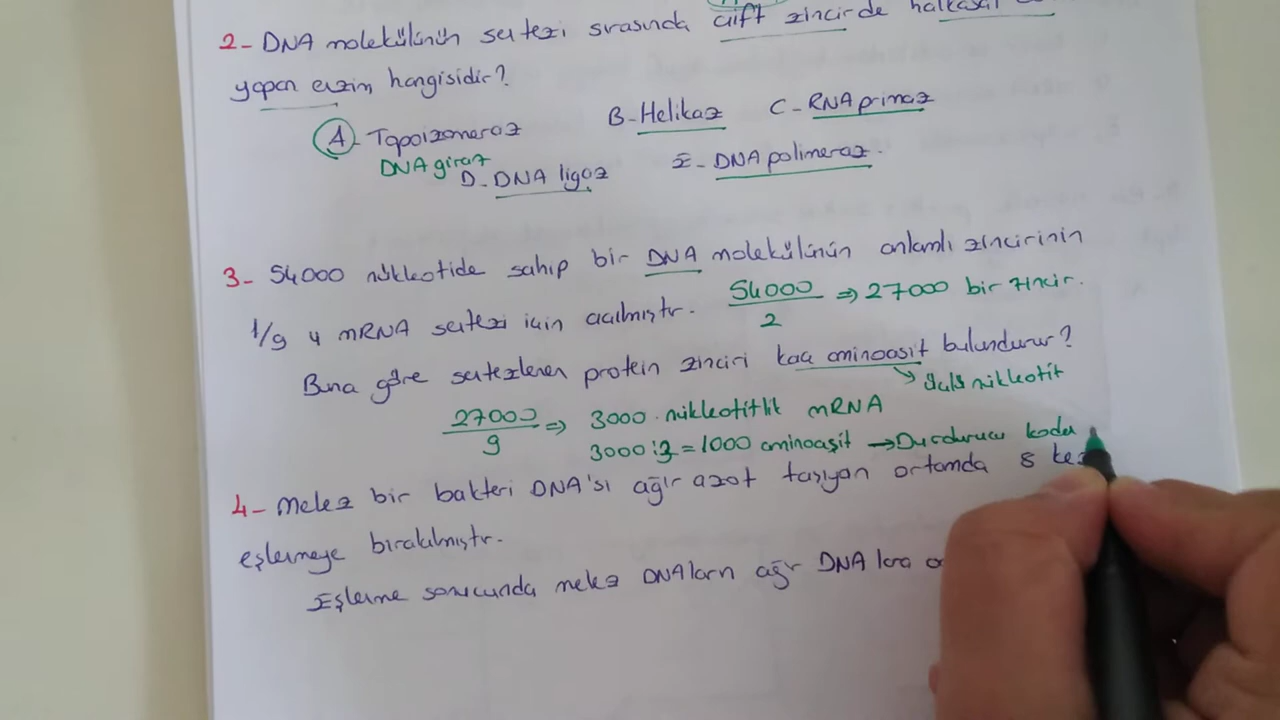 2- DNA molekülünün sentezi sırasında çift zincirde halkasal
yapan enzim hangisidir?
A- Topoizomeraz B- Helikaz C- RNA primaz
DNA giraz
D- DNA ligaz E- DNA polimeraz.
3- 54000 nükleotide sahip bir DNA molekülünün anlamlı zincirinin
1/9 u mRNA sentezi için açılmıştır. 54000/2 ⇒ 27000 bir zincir.
Buna göre sentezlenen protein zinciri kaç aminoasit bulundurur?
nükleotit
27000/9 ⇒ 3000 nükleotitlik mRNA
3000:3=1000 aminoasit → Durdurucu kodo
4- Melez bir bakteri DNA'sı ağır azot taşıyan ortamda 8 kez
eşlenmeye bırakılmıştır.
Eşlenme sonucunda melez DNAların ağır DNA lara